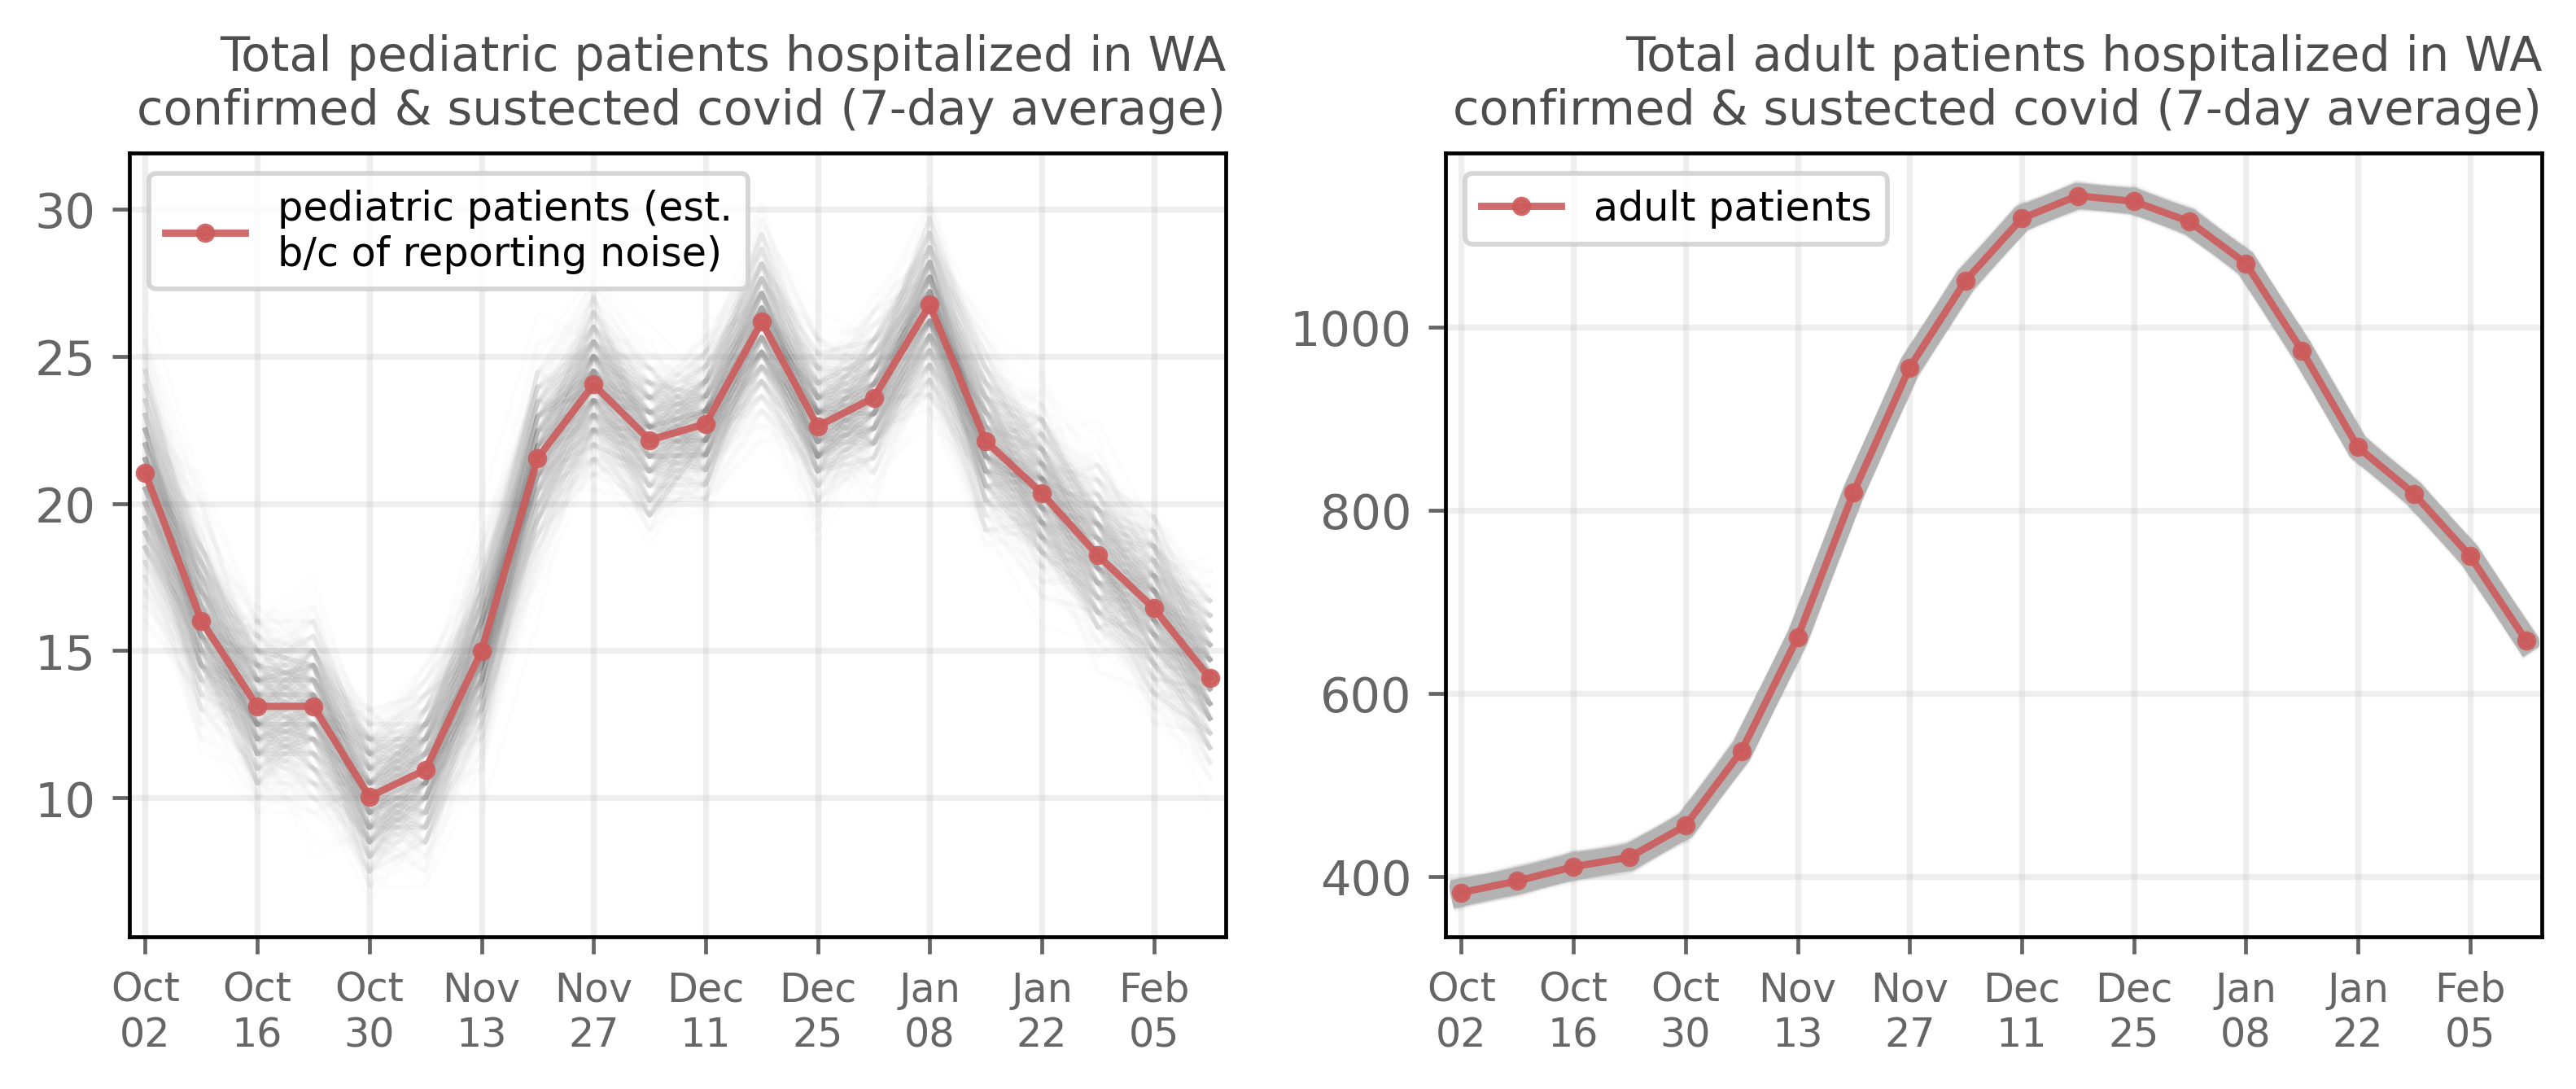 Total pediatric patients hospitalized in WA
confirmed & sustected covid (7-day average)
pediatric patients (est.
b/c of reporting noise)
30
25
20
15
10
Oct Oct Oct Nov Nov Dec Dec Jan Jan Feb
02 16 30 13 27 11 25 08 22 05
Total adult patients hospitalized in WA
confirmed & sustected covid (7-day average)
adult patients
1000
800
600
400
Oct Oct Oct Nov Nov Dec Dec Jan Jan Feb
02 16 30 13 27 11 25 08 22 05